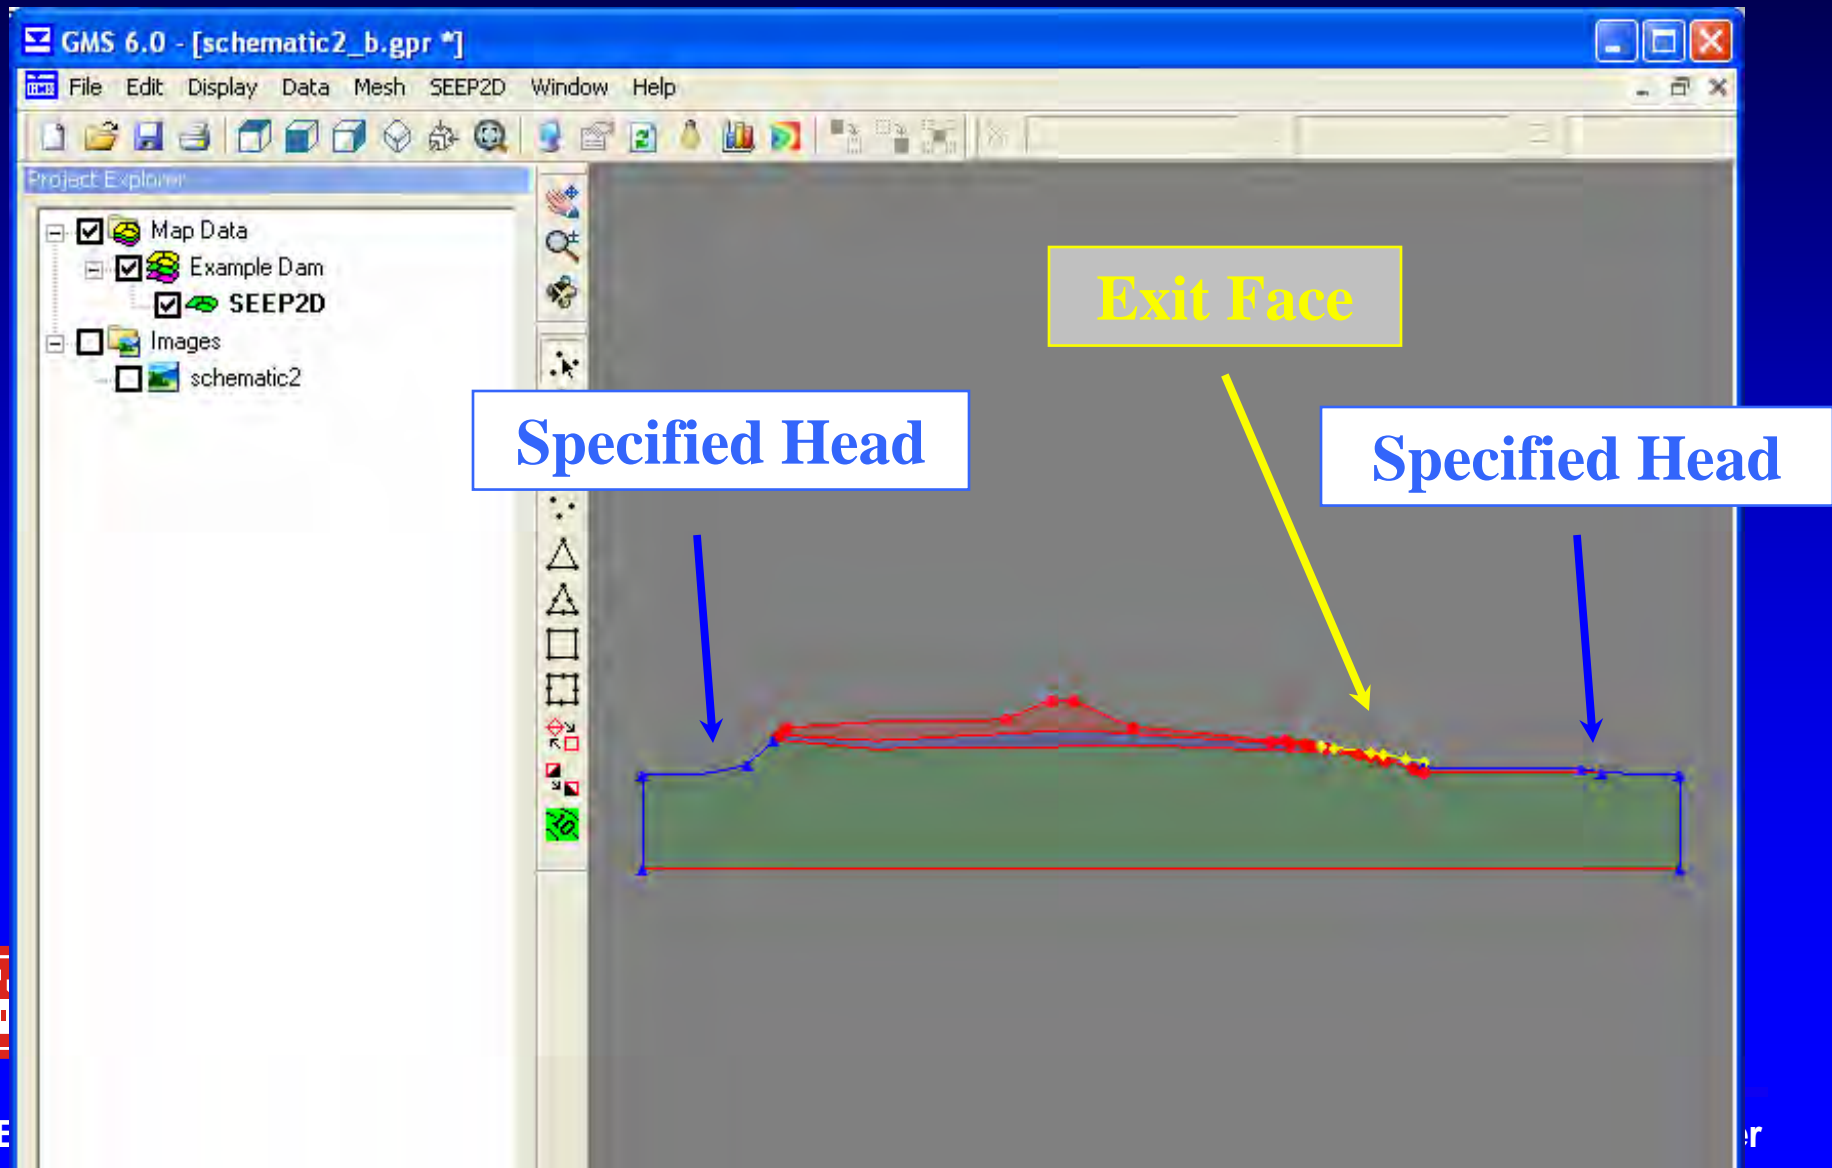 GMS 6.0 - [schematic2_b.gpr *]
File Edit Display Data Mesh SEEP2D Window Help
Project Explorer
Map Data
Example Dam
SEEP2D
Images
schematic2
Exit Face
Specified Head
Specified Head